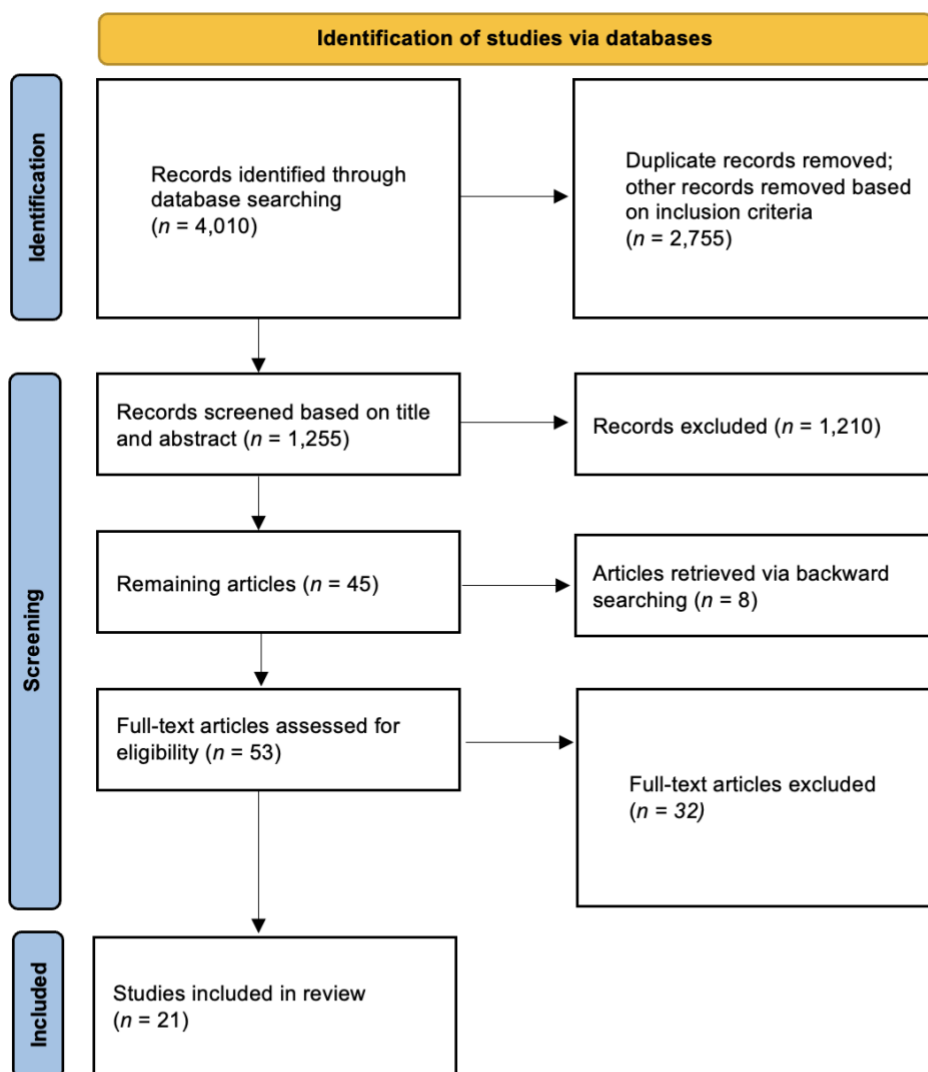 Identification of studies via databases
Identification
Records identified through
database searching
(n = 4,010)
Duplicate records removed;
other records removed based
on inclusion criteria
(n = 2,755)
Screening
Records screened based on title
and abstract (n = 1,255)
Records excluded (n = 1,210)
Remaining articles (n = 45)
Articles retrieved via backward
searching (n = 8)
Full-text articles assessed for
eligibility (n = 53)
Full-text articles excluded
(n = 32)
Included
Studies included in review
(n = 21)